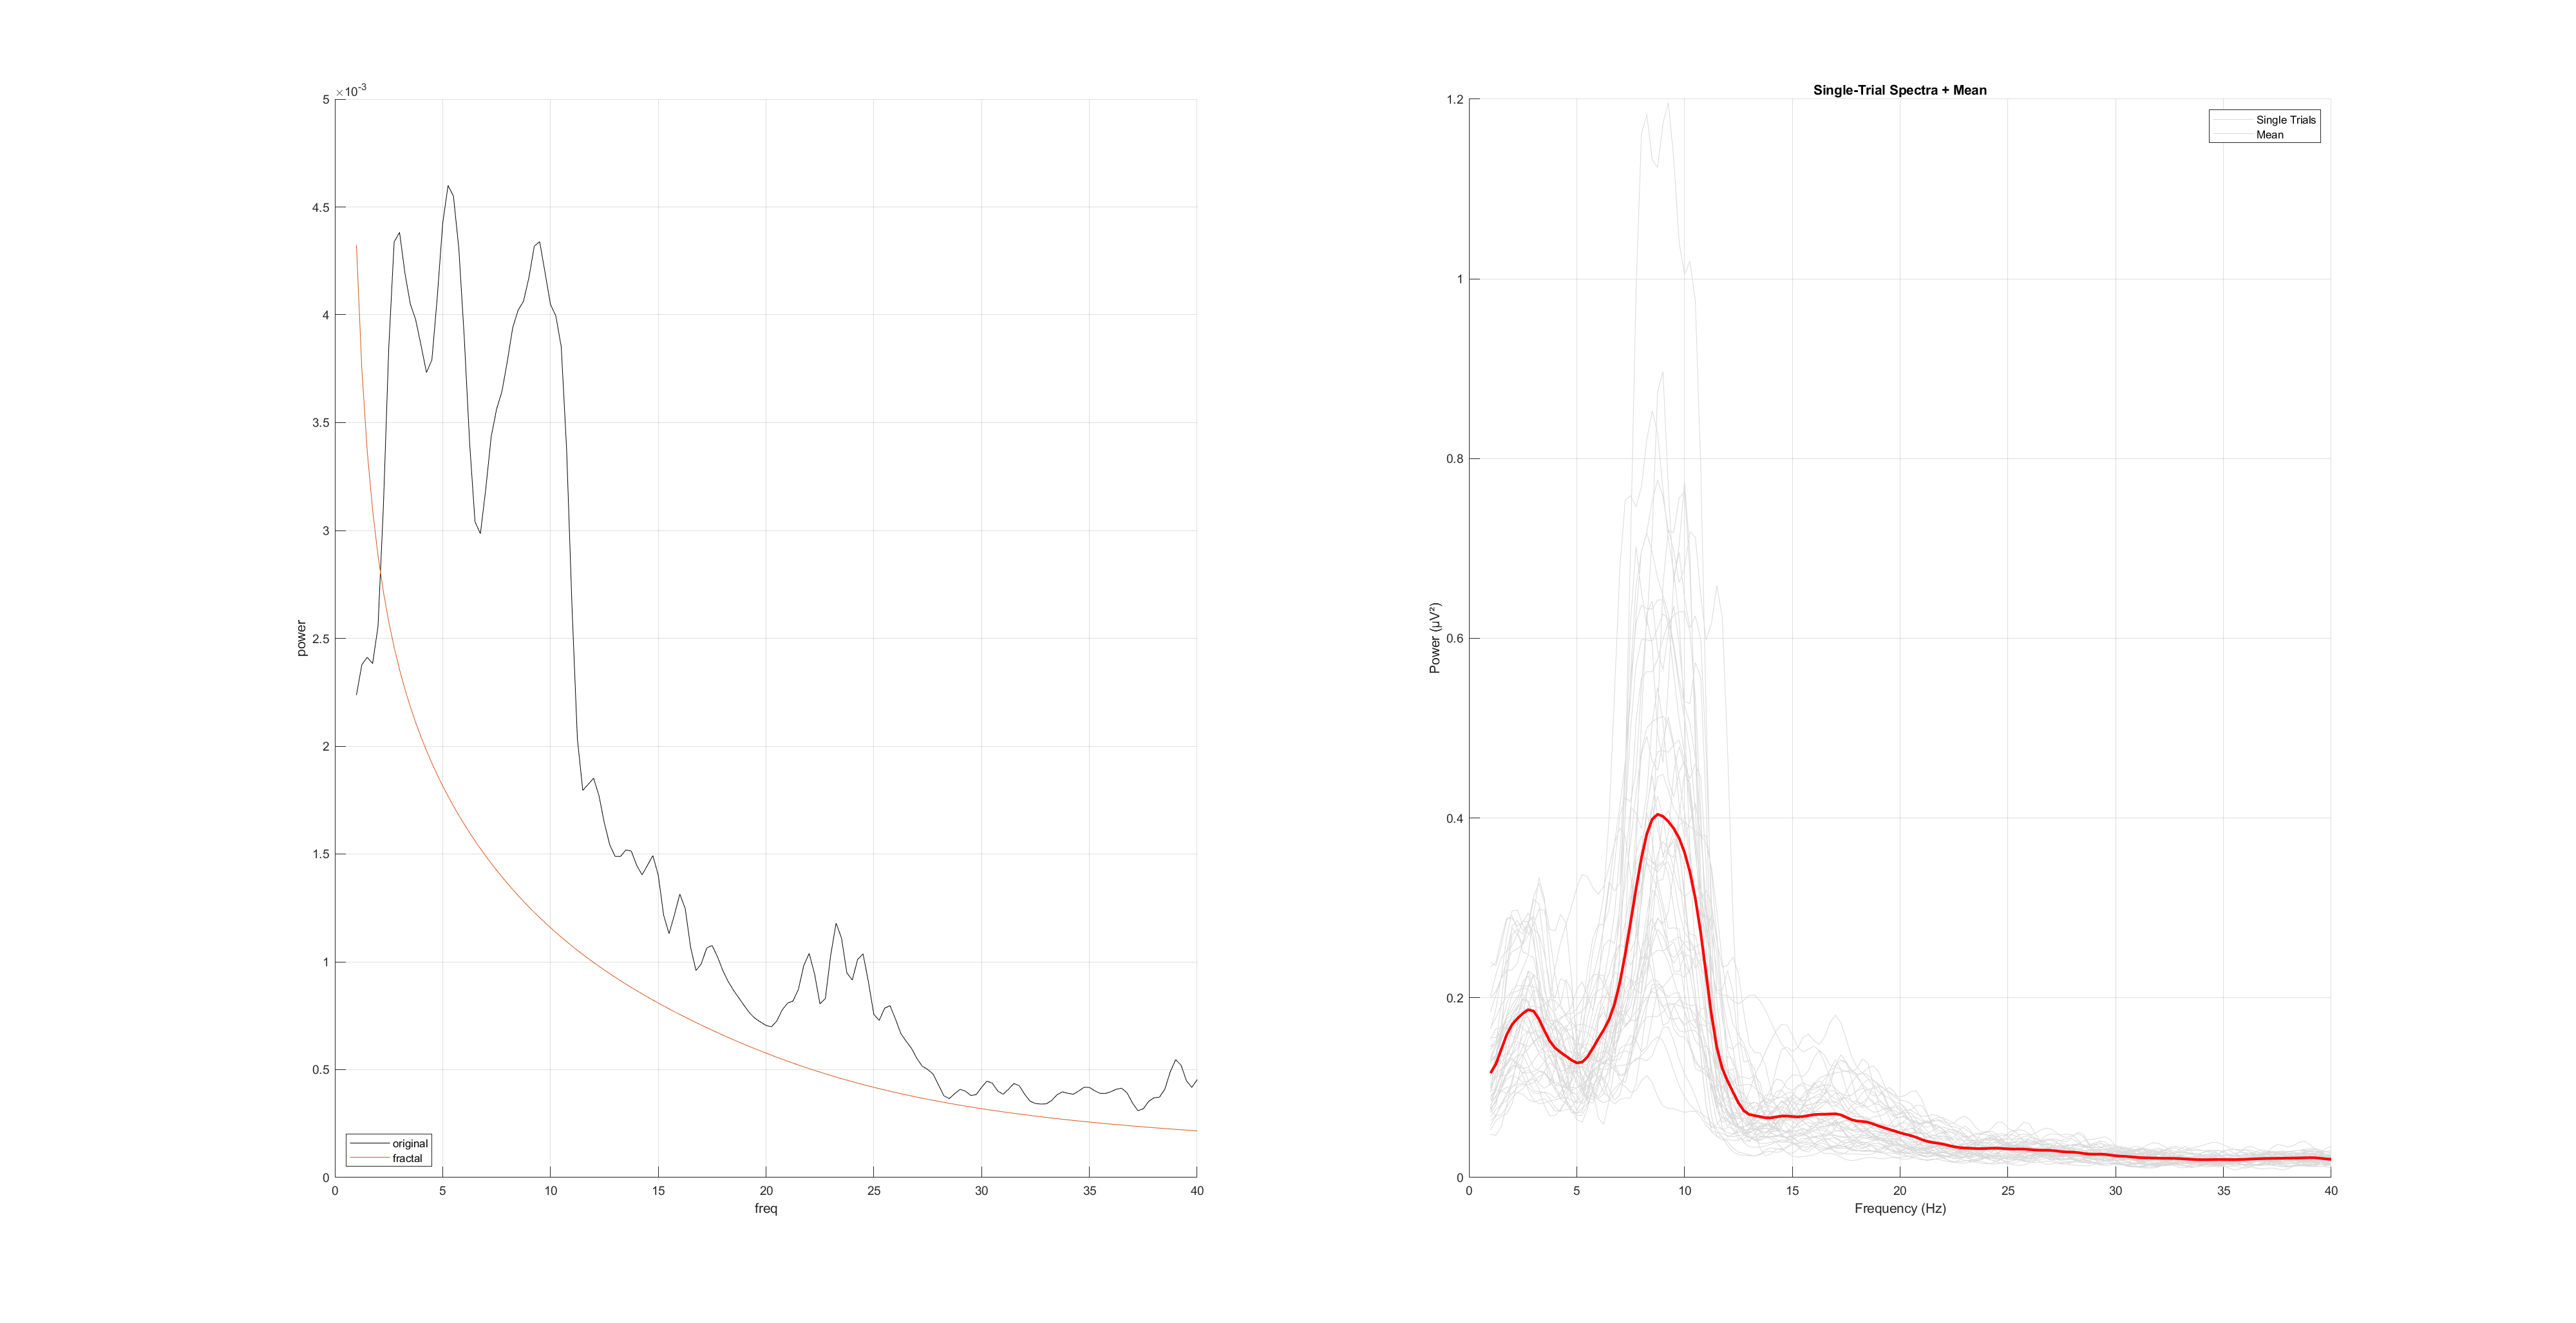 ×10-3
5
4.5
4
3.5
3
2.5
2
1.5
1
0.5
0
power
original
fractal
0 5 10 15 20 25 30 35 40
freq
Single-Trial Spectra + Mean
1.2
1
0.8
0.6
0.4
0.2
0
Power (µV²)
Single Trials
Mean
0 5 10 15 20 25 30 35 40
Frequency (Hz)